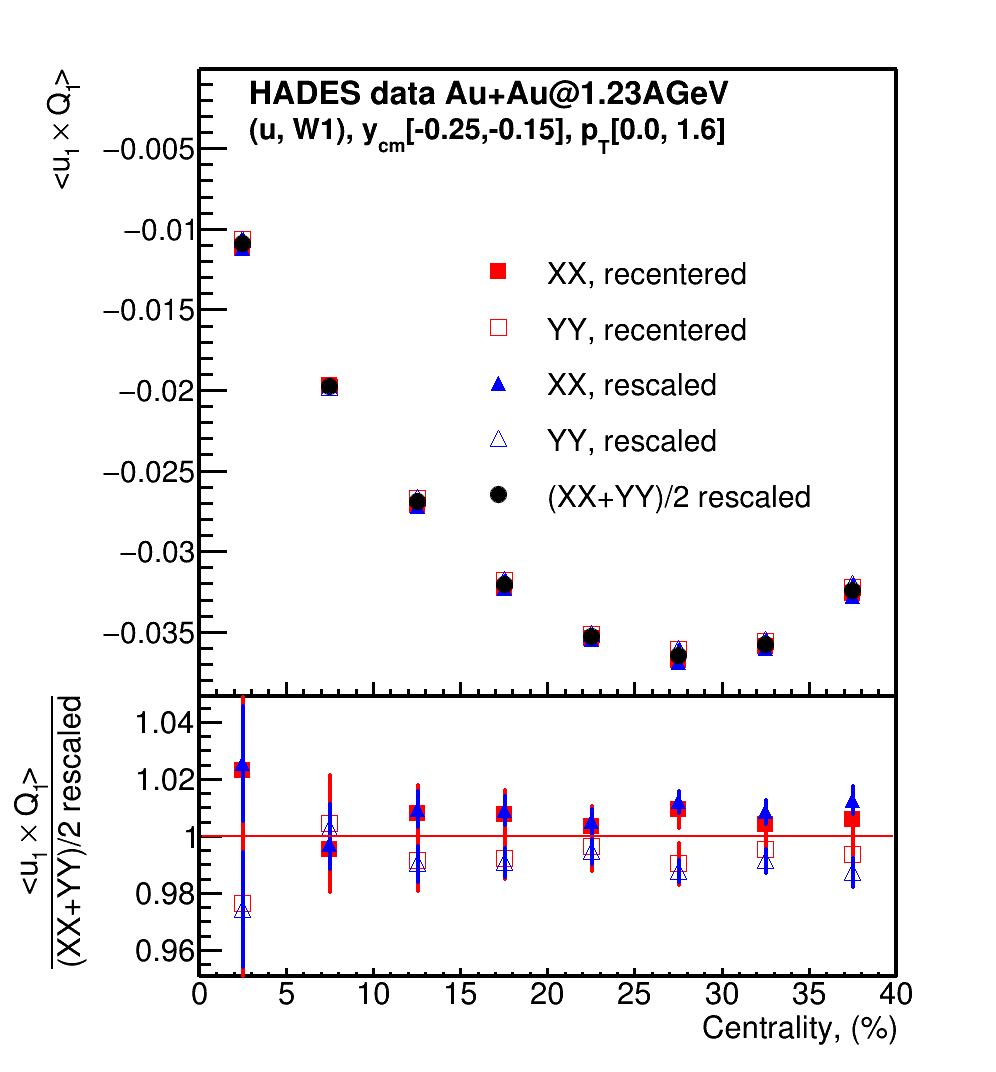 <u1 × Q1>
HADES data Au+Au@1.23AGeV
(u, W1), ycm[-0.25,-0.15], pT[0.0, 1.6]
−0.005
−0.01
−0.015
−0.02
−0.025
−0.03
−0.035
XX, recentered
YY, recentered
XX, rescaled
YY, rescaled
(XX+YY)/2 rescaled
<u1 × Q1>
(XX+YY)/2 rescaled
1.04
1.02
1
0.98
0.96
0 5 10 15 20 25 30 35 40
Centrality, (%)